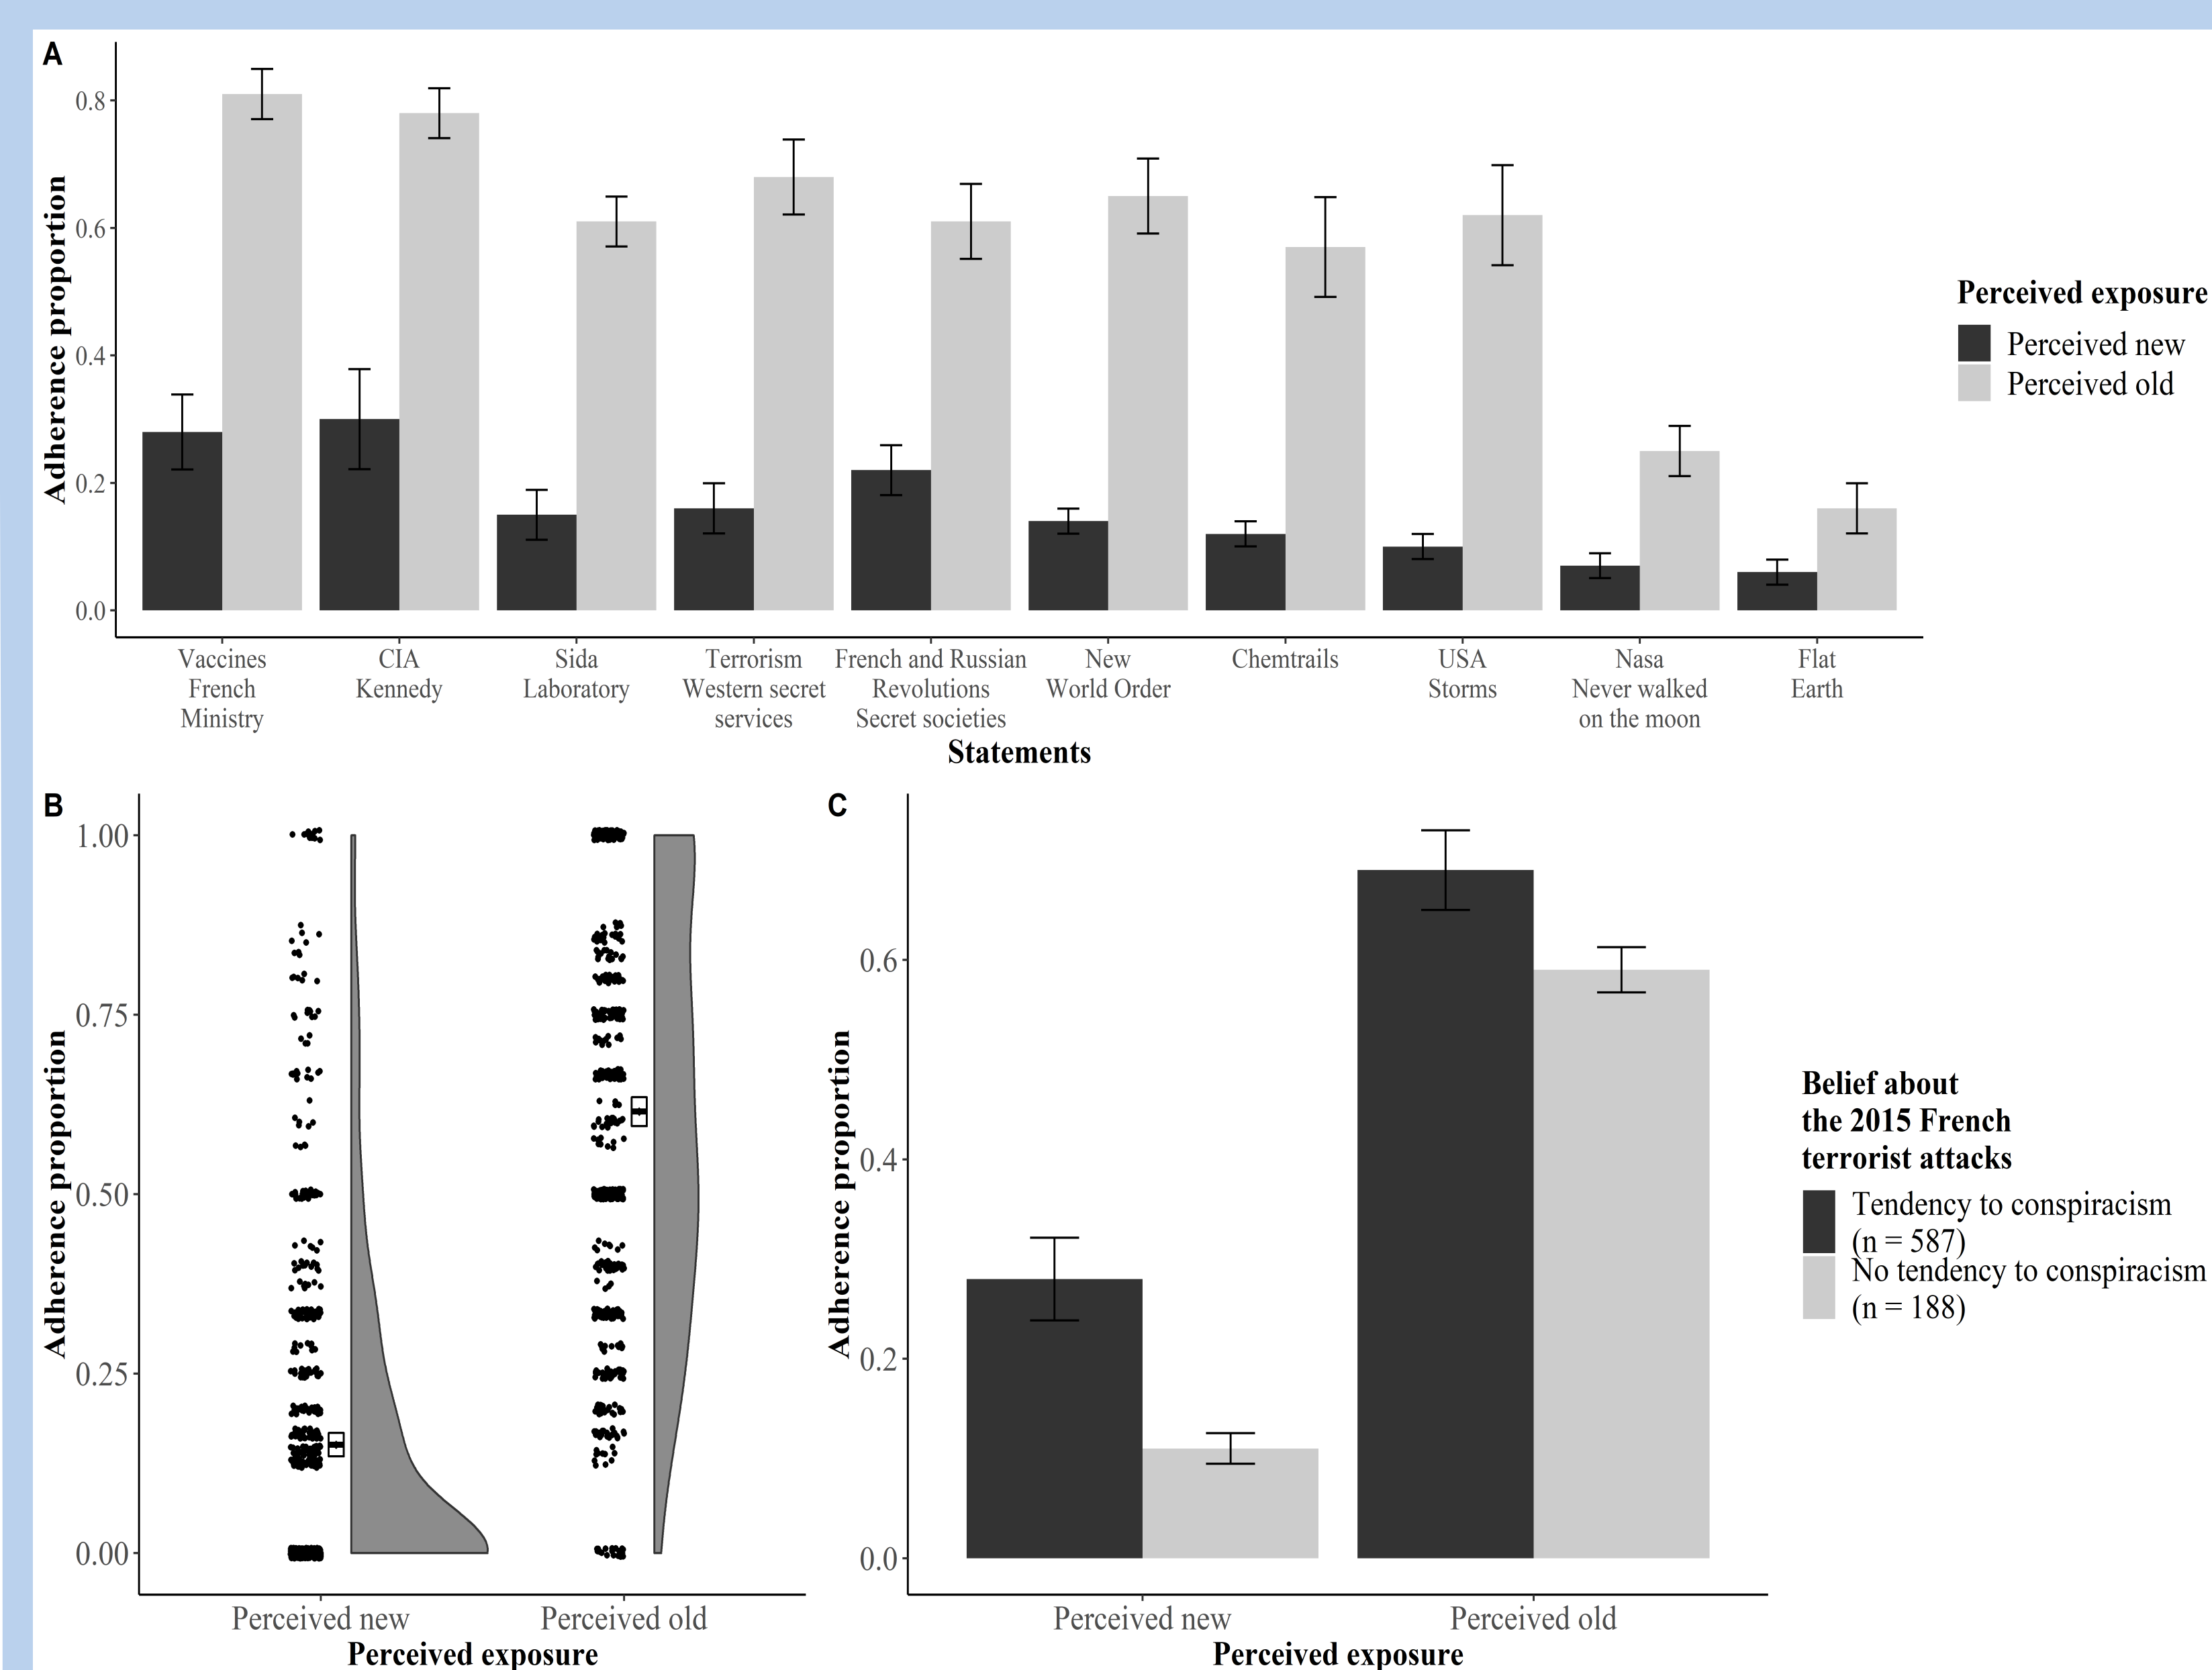 A
Adherence proportion
0.8
0.6
0.4
0.2
0.0
Vaccines
French
Ministry
CIA
Kennedy
Sida
Laboratory
Terrorism
Western secret
services
French and Russian
Revolutions
Secret societies
New
World Order
Chemtrails
USA
Storms
Nasa
Never walked
on the moon
Flat
Earth
Statements
Perceived exposure
Perceived new
Perceived old
B
Adherence proportion
1.00
0.75
0.50
0.25
0.00
Perceived new
Perceived old
Perceived exposure
C
Adherence proportion
0.6
0.4
0.2
0.0
Perceived new
Perceived old
Perceived exposure
Belief about
the 2015 French
terrorist attacks
Tendency to conspiracism
(n = 587)
No tendency to conspiracism
(n = 188)